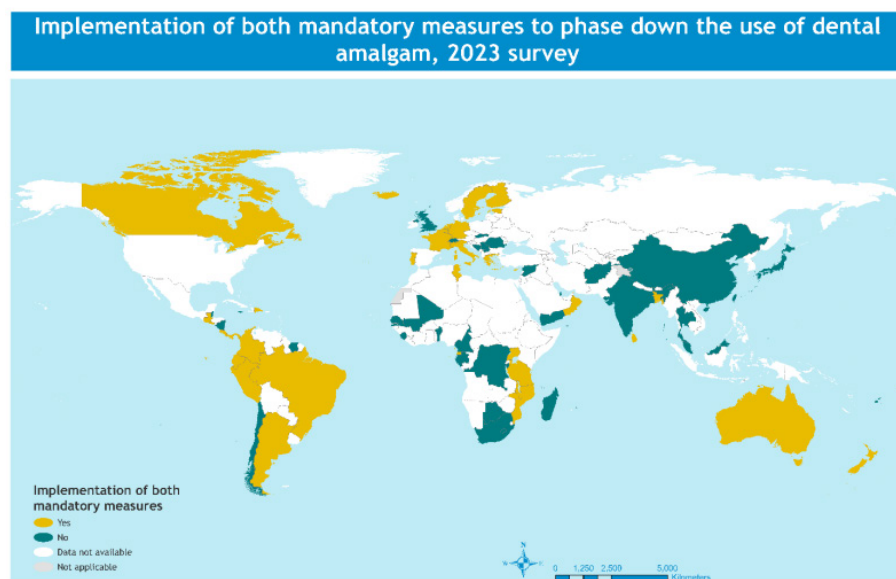 Implementation of both mandatory measures to phase down the use of dental
amalgam, 2023 survey
Implementation of both
mandatory measures
Yes
No
Data not available
Not applicable
N
W
E
S
0 1,250 2,500 5,000
Kilometers